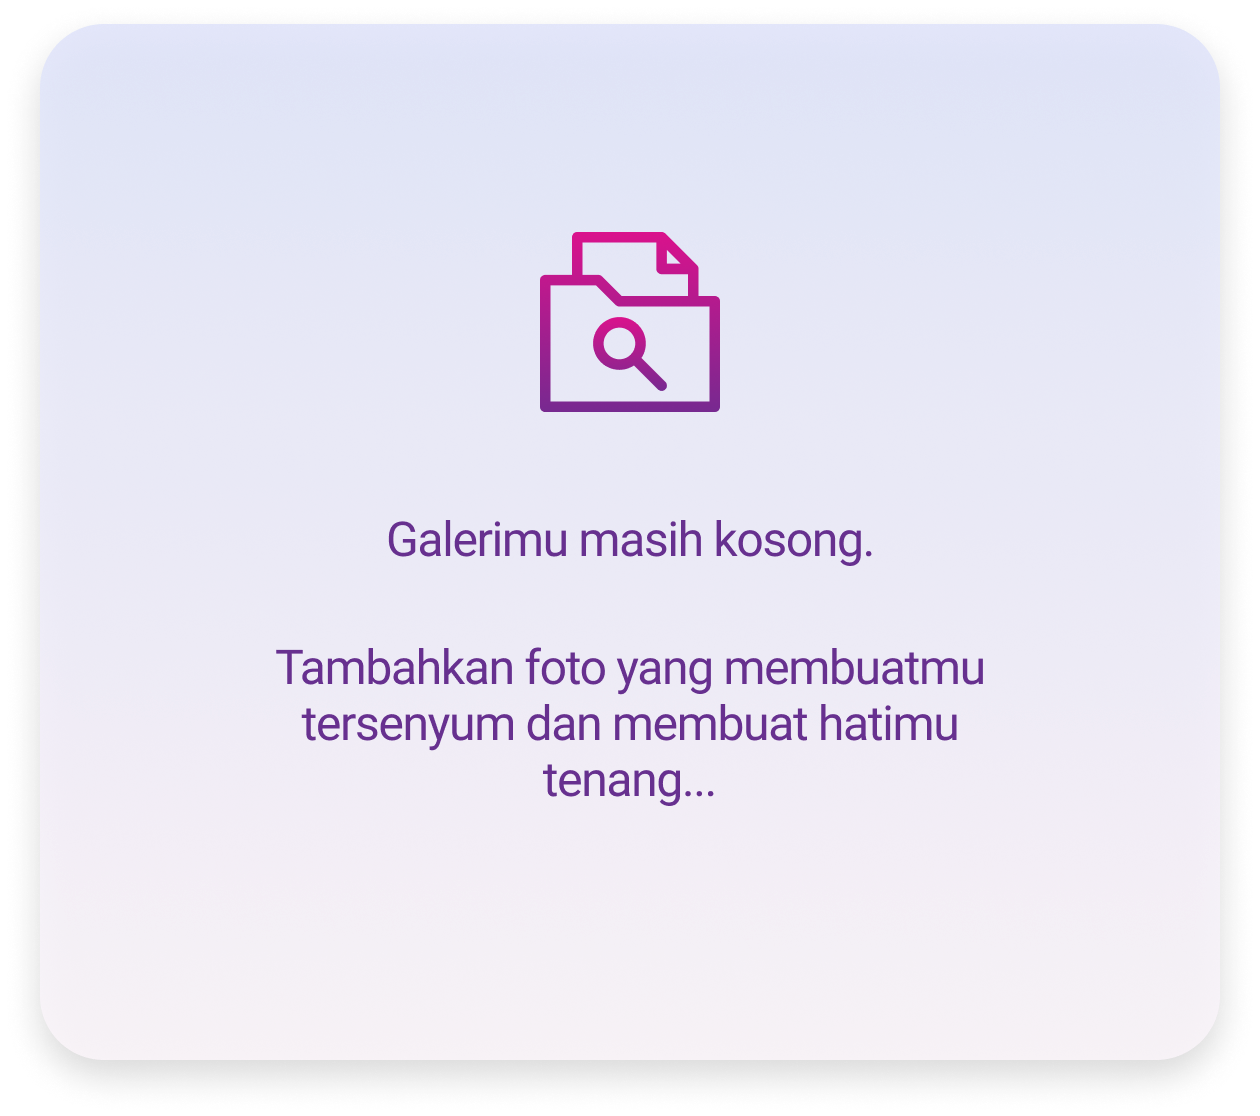 Galerimu masih kosong.
Tambahkan foto yang membuatmu
tersenyum dan membuat hatimu
tenang...